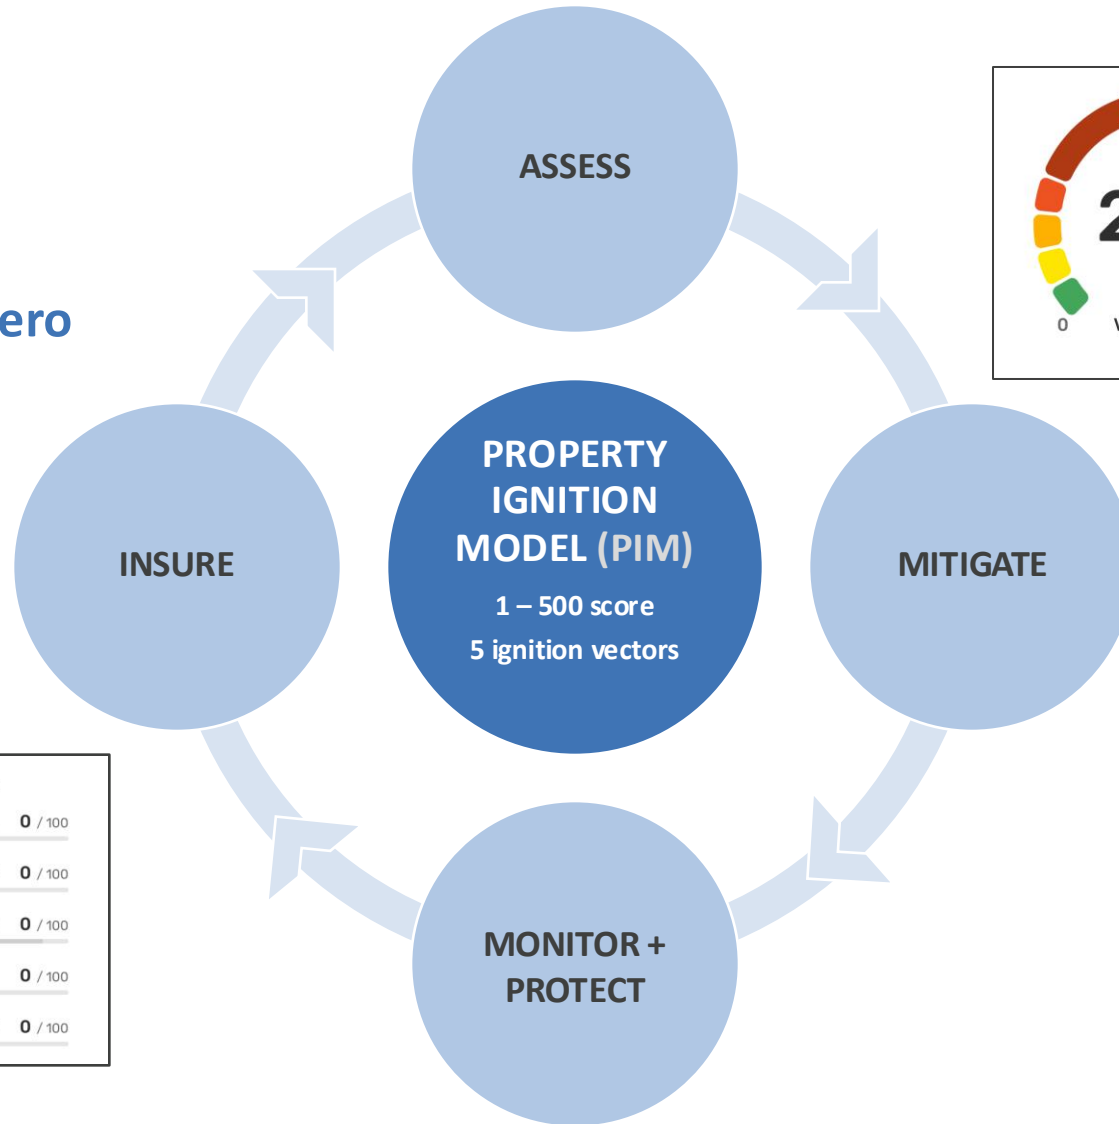 ASSESS
ero
2
0
PROPERTY
IGNITION
MODEL (PIM)
1 – 500 score
5 ignition vectors
INSURE
MITIGATE
0 / 100
0 / 100
0 / 100
0 / 100
0 / 100
MONITOR +
PROTECT